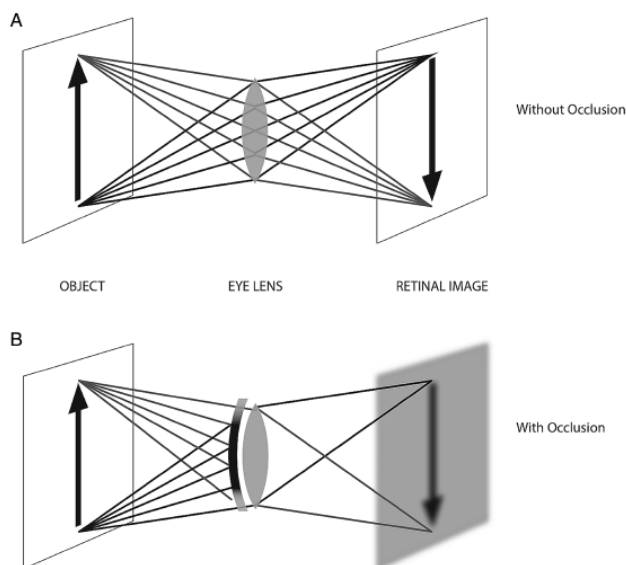 A
Without Occlusion
OBJECT
EYE LENS
RETINAL IMAGE
B
With Occlusion